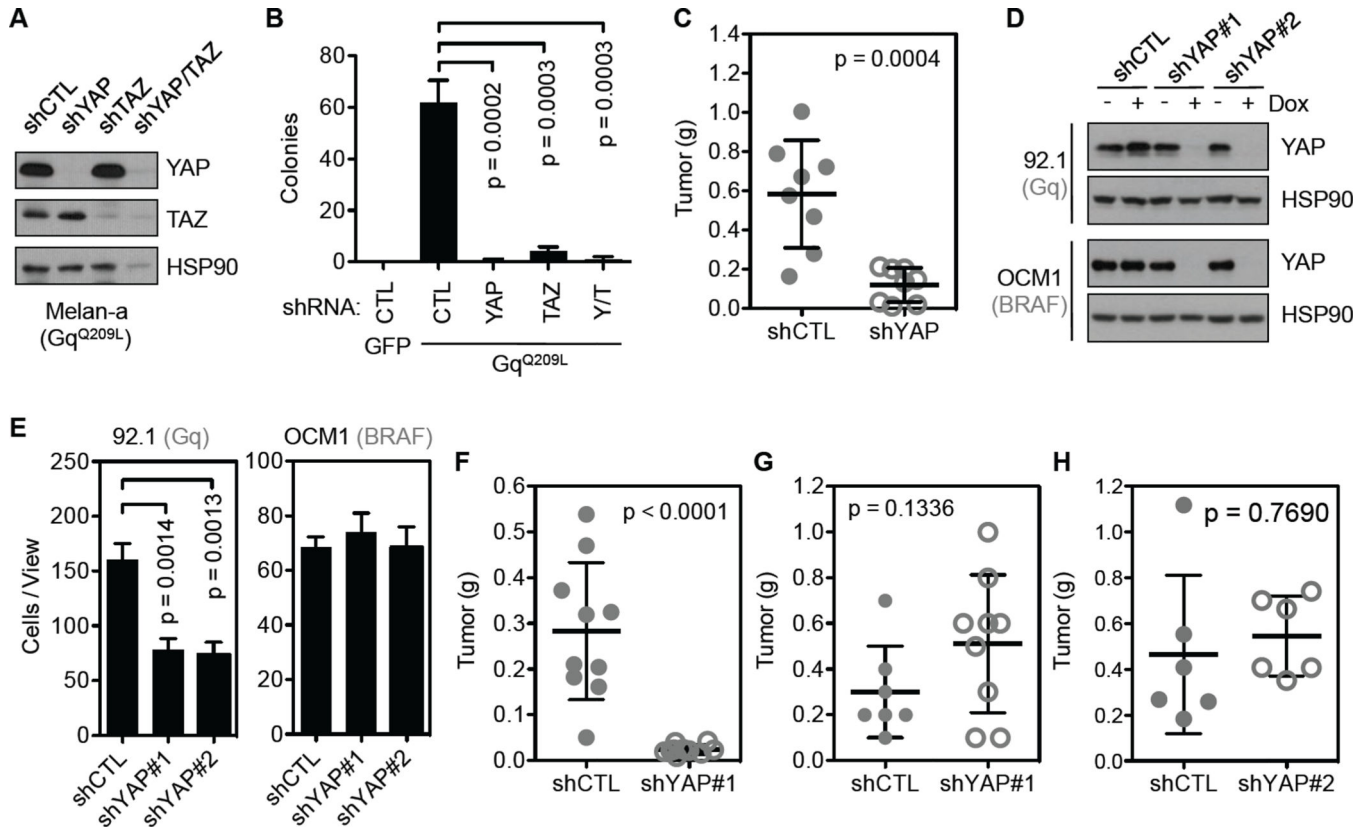 A
shCTL
shYAP
shTAZ
shYAP/TAZ
YAP
TAZ
HSP90
Melan-a
(GqQ209L)
B
Colonies
80
60
40
20
0
p = 0.0002
p = 0.0003
p = 0.0003
shRNA:
CTL
CTL
YAP
TAZ
Y/T
GFP
GqQ209L
C
Tumor (g)
1.4
1.2
1.0
0.8
0.6
0.4
0.2
0.0
p = 0.0004
shCTL
shYAP
D
shCTL
shYAP#1
shYAP#2
- + - + - + Dox
92.1
(Gq)
YAP
HSP90
OCM1
(BRAF)
YAP
HSP90
E
92.1 (Gq)
Cells / View
250
200
150
100
50
0
p = 0.0014
p = 0.0013
shCTL
shYAP#1
shYAP#2
OCM1 (BRAF)
100
80
60
40
20
0
shCTL
shYAP#1
shYAP#2
F
Tumor (g)
0.6
0.5
0.4
0.3
0.2
0.1
0.0
p < 0.0001
shCTL
shYAP#1
G
Tumor (g)
1.2
1.0
0.8
0.6
0.4
0.2
0.0
p = 0.1336
shCTL
shYAP#1
H
Tumor (g)
1.2
1.0
0.8
0.6
0.4
0.2
0.0
p = 0.7690
shCTL
shYAP#2